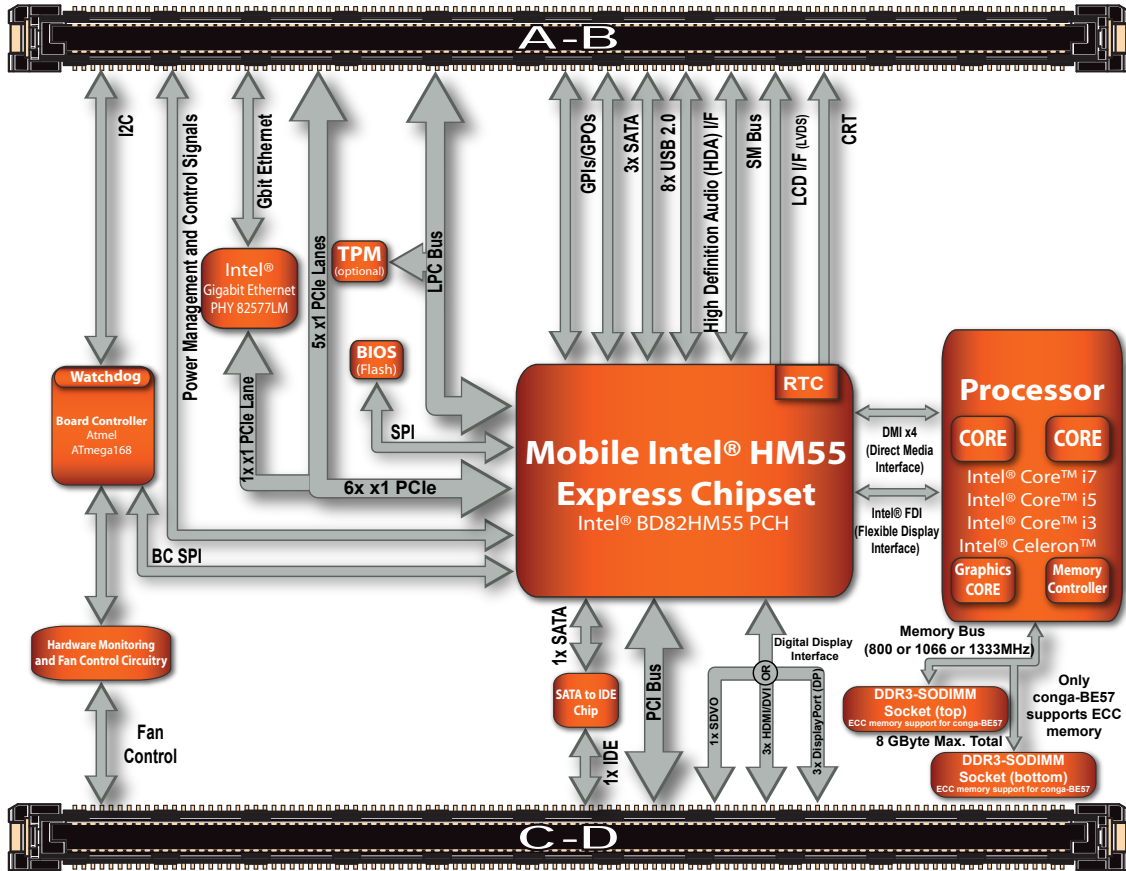 A-B
I2C
Power Management and Control Signals
Gbit Ethernet
5x x1 PCIe Lanes
LPC Bus
GPIs/GPOs
3x SATA
8x USB 2.0
High Definition Audio (HDA) I/F
SM Bus
LCD I/F (LVDS)
CRT
TPM
(optional)
Intel®
Gigabit Ethernet
PHY 82577LM
BIOS
(Flash)
Watchdog
Board Controller
Atmel
ATmega168
1x x1 PCIe Lane
SPI
6x x1 PCIe
BC SPI
RTC
Mobile Intel® HM55
Express Chipset
Intel® BD82HM55 PCH
DMI x4
(Direct Media
Interface)
Intel® FDI
(Flexible Display
Interface)
Processor
CORE
CORE
Intel® Core™ i7
Intel® Core™ i5
Intel® Core™ i3
Intel® Celeron™
Graphics
CORE
Memory
Controller
Hardware Monitoring
and Fan Control Circuitry
Fan
Control
1x SATA
SATA to IDE
Chip
1x IDE
PCI Bus
Digital Display
Interface
OR
1x SDVO
3x HDMI/DVI
3x DisplayPort (DP)
Memory Bus
(800 or 1066 or 1333MHz)
Only
conga-BE57
supports ECC
memory
DDR3-SODIMM
Socket (top)
ECC memory support for conga-BE57
8 GByte Max. Total
DDR3-SODIMM
Socket (bottom)
ECC memory support for conga-BE57
C-D